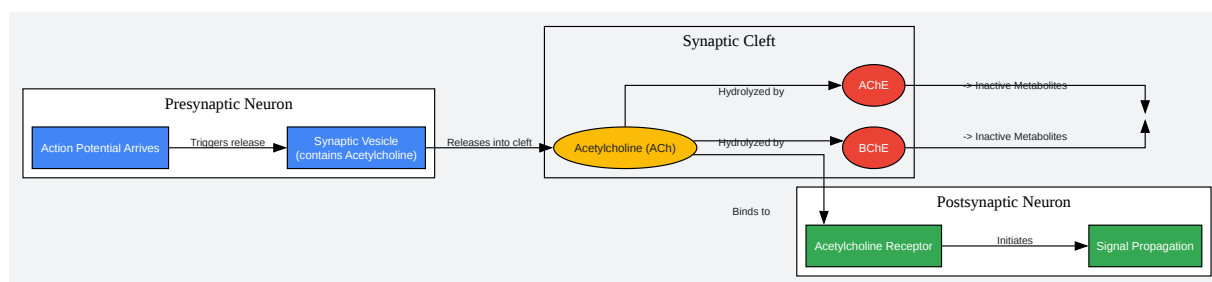 Synaptic Cleft
AChE
Hydrolyzed by
-> Inactive Metabolites
Presynaptic Neuron
Action Potential Arrives
Triggers release
Synaptic Vesicle
(contains Acetylcholine)
Releases into cleft
Acetylcholine (ACh)
Hydrolyzed by
BChE
-> Inactive Metabolites
Binds to
Postsynaptic Neuron
Acetylcholine Receptor
Initiates
Signal Propagation